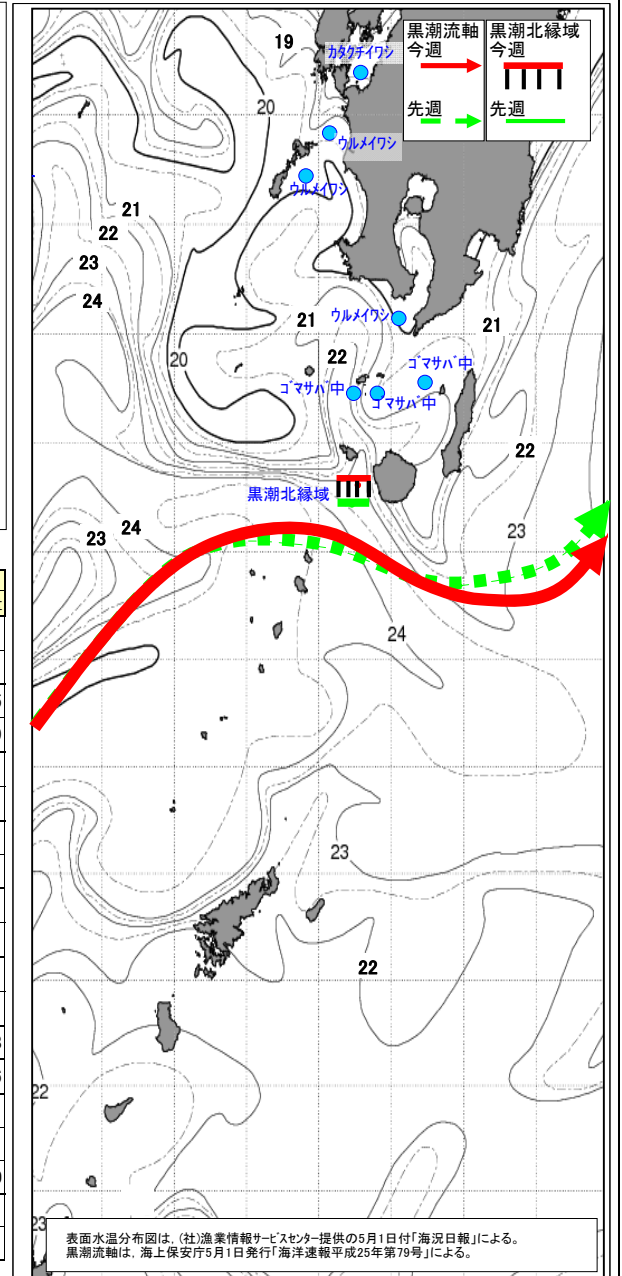 黒潮流軸
今週
先週
黒潮北縁域
今週
先週
19
カタクチイワシ
20
ウルメイワシ
ウルメイワシ
21
22
23
24
21
ウルメイワシ
21
22
20
ゴマサバ中
ゴマサバ中
ゴマサバ中
22
黒潮北縁域
24
23
23
24
23
22
22
23
表面水温分布図は、(社)漁業情報サービスセンター提供の5月1日付「海況日報」による。
黒潮流軸は、海上保安庁5月1日発行「海洋速報平成25年第79号」による。